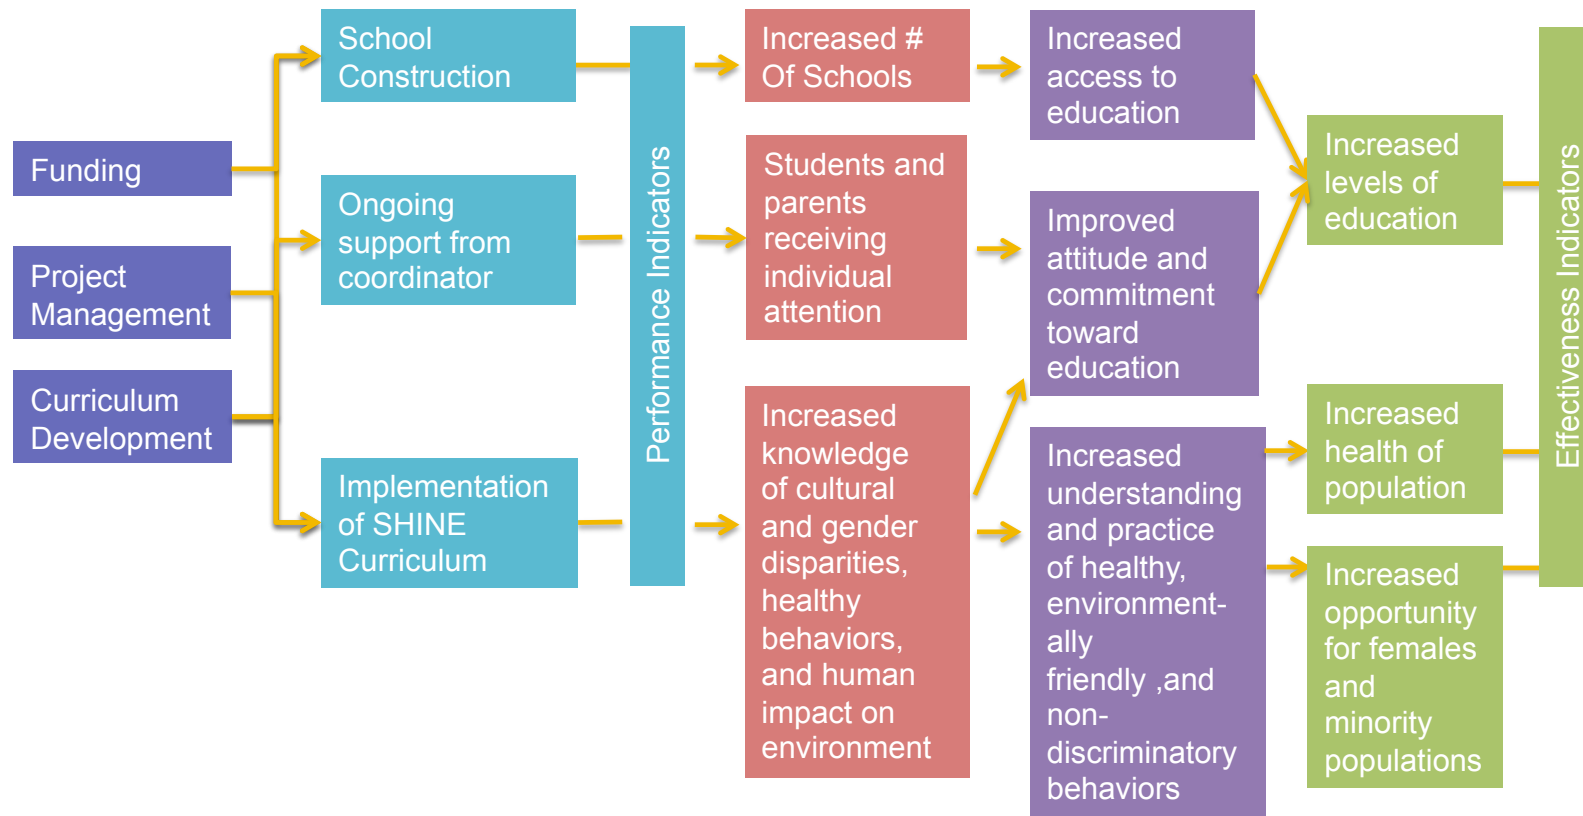 Funding
Project
Management
Curriculum
Development
School
Construction
Ongoing
support from
coordinator
Implementation
of SHINE
Curriculum
Performance Indicators
Increased #
Of Schools
Students and
parents
receiving
individual
attention
Increased
knowledge
of cultural
and gender
disparities,
healthy
behaviors,
and human
impact on
environment
Increased
access to
education
Improved
attitude and
commitment
toward
education
Increased
understanding
and practice
of healthy,
environment-
ally
friendly ,and
non-
discriminatory
behaviors
Increased
levels of
education
Increased
health of
population
Increased
opportunity
for females
and
minority
populations
Effectiveness Indicators